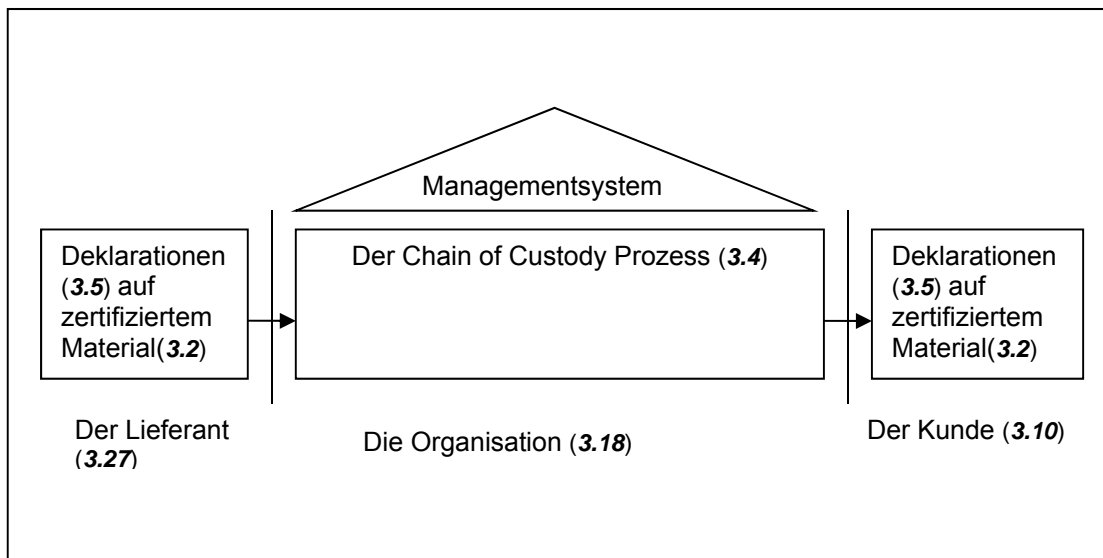 Managementsystem
Deklarationen
(3.5) auf
zertifiziertem
Material(3.2)
Der Chain of Custody Prozess (3.4)
Deklarationen
(3.5) auf
zertifiziertem
Material(3.2)
Der Lieferant
(3.27)
Die Organisation (3.18)
Der Kunde (3.10)